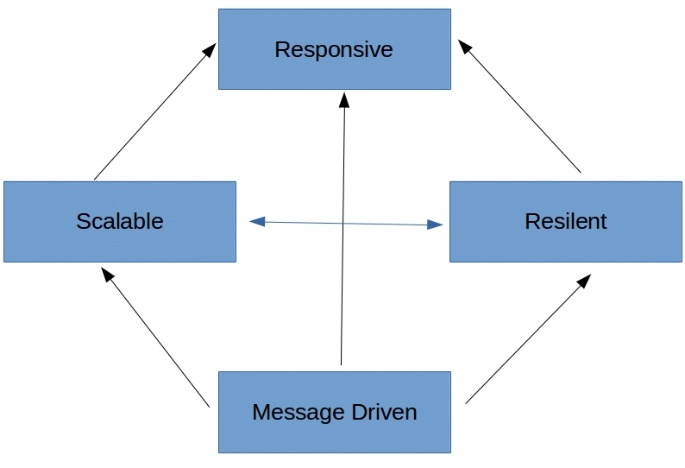 Responsive
Scalable
Resilent
Message Driven